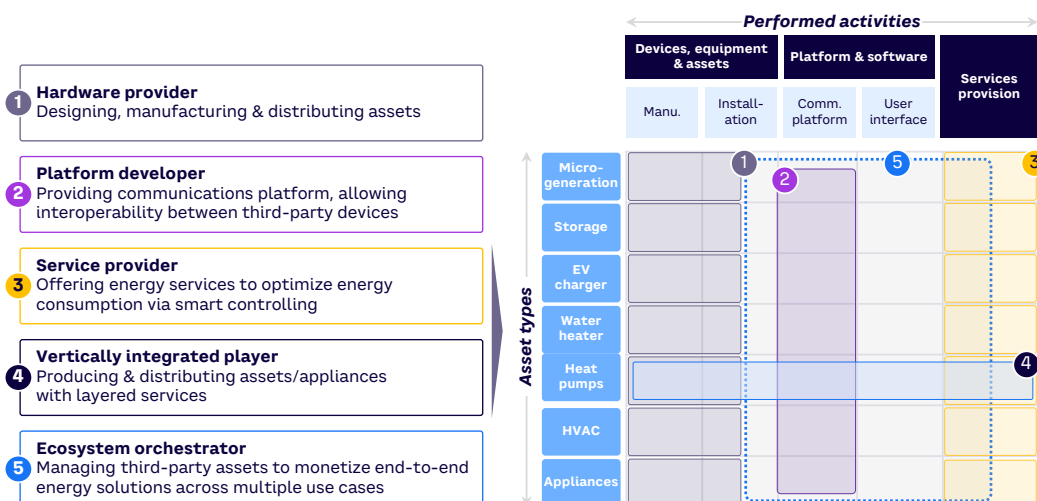 Performed activities
Devices, equipment
& assets
Platform & software
Services
provision
Manu.
Install-
ation
Comm.
platform
User
interface
1
Hardware provider
Designing, manufacturing & distributing assets
2
Platform developer
Providing communications platform, allowing
interoperability between third-party devices
3
Service provider
Offering energy services to optimize energy
consumption via smart controlling
4
Vertically integrated player
Producing & distributing assets/appliances
with layered services
5
Ecosystem orchestrator
Managing third-party assets to monetize end-to-end
energy solutions across multiple use cases
Asset types
Micro-
generation
Storage
EV
charger
Water
heater
Heat
pumps
HVAC
Appliances
1
2
5
3
4